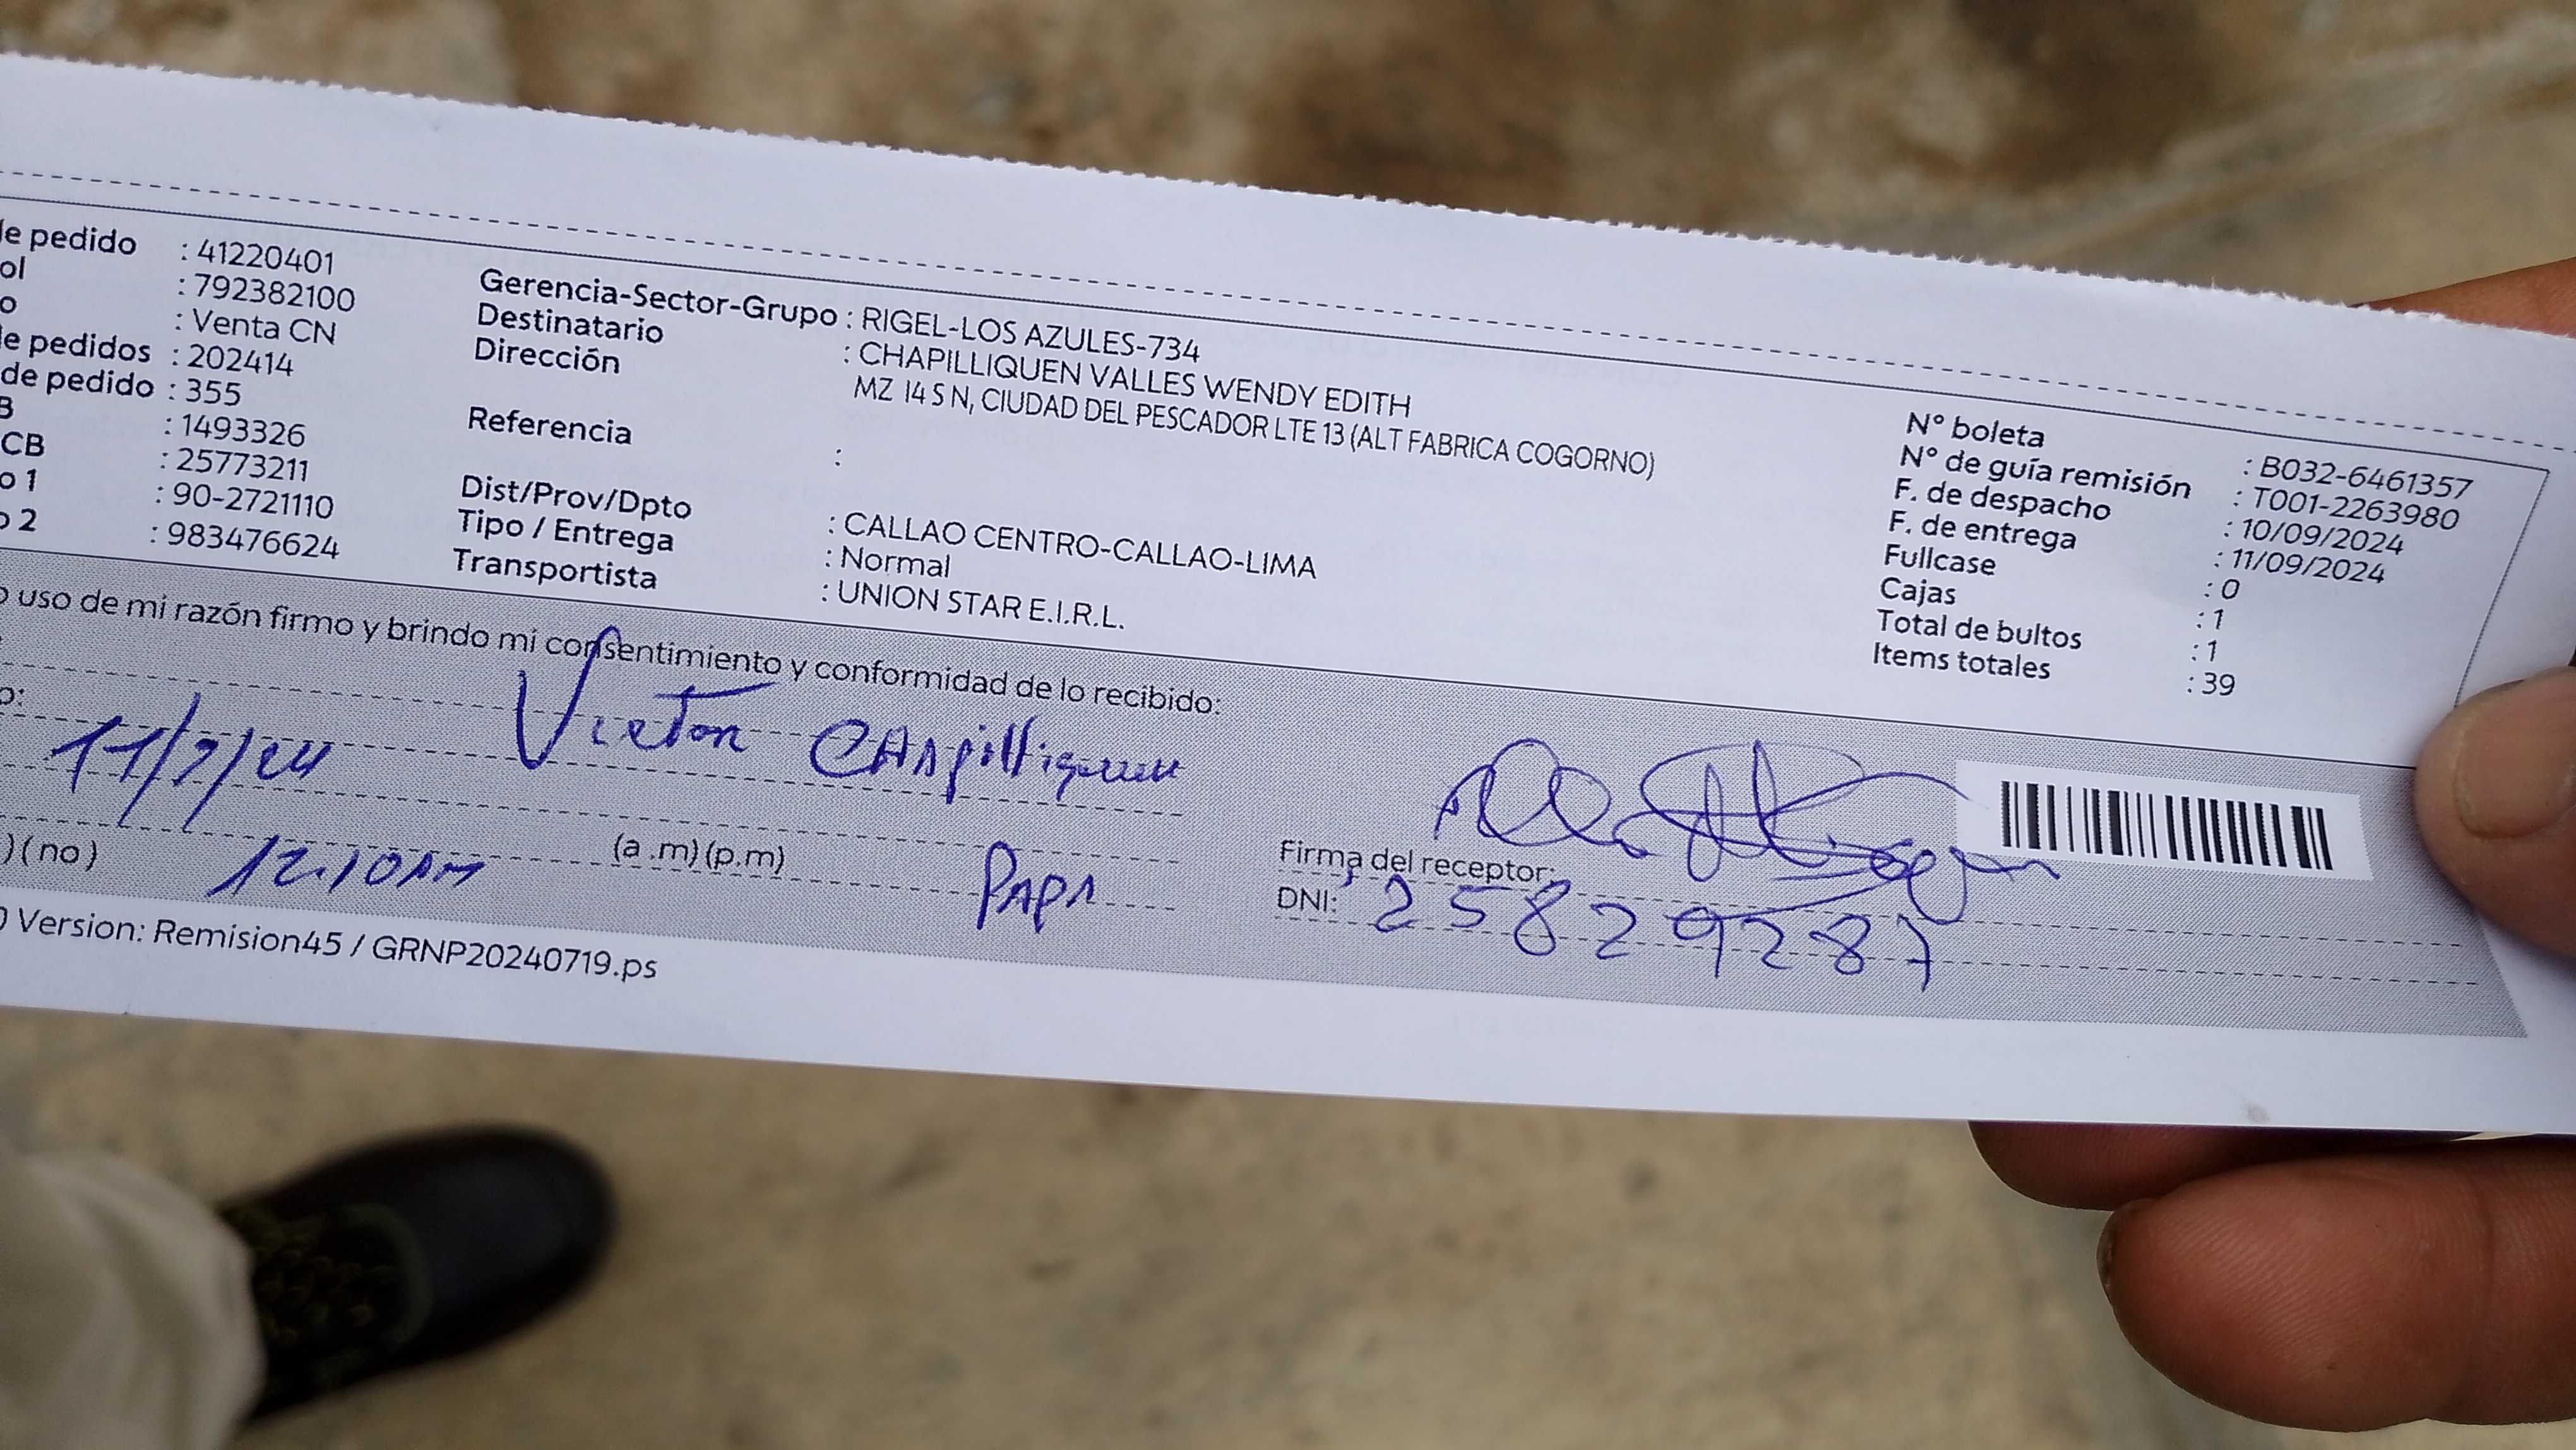 de pedido : 41220401
ol : 792382100
o : Venta CN
de pedidos : 202414
de pedido : 355
B : 1493326
CB : 25773211
o 1 : 90-2721110
o 2 : 983476624
Gerencia-Sector-Grupo : RIGEL-LOS AZULES-734
Destinatario : CHAPILLIQUEN VALLES WENDY EDITH
Dirección MZ 14 S N, CIUDAD DEL PESCADOR LTE 13 (ALT FABRICA COGORNO)
Referencia :
Dist/Prov/Dpto : CALLAO CENTRO-CALLAO-LIMA
Tipo / Entrega : Normal
Transportista : UNION STAR E.I.R.L.
N° boleta : B032-6461357
N° de guía remisión : T001-2263980
F. de despacho : 10/09/2024
F. de entrega : 11/09/2024
Fullcase : 0
Cajas : 1
Total de bultos : 1
Items totales : 39
o uso de mi razón firmo y brindo mi consentimiento y conformidad de lo recibido:
o:
11/9/24 Victor Chapilliquen
)(no) 12.10 AM (a.m)(p.m) PAPA
Firma del receptor:
DNI: 25829287
Version: Remision45 / GRNP20240719.ps